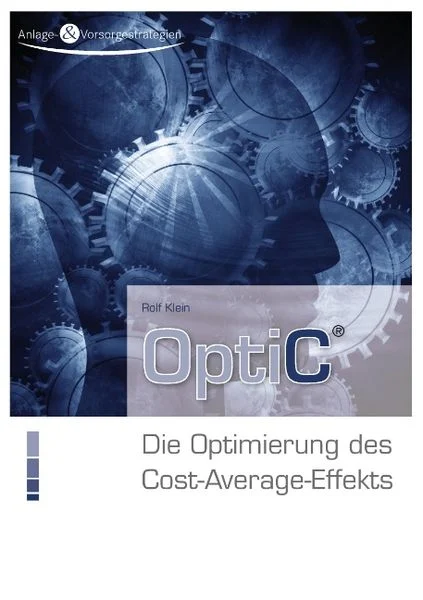 Anlage- & Vorsorgestrategien
Rolf Klein
OptiC®
Die Optimierung des
Cost-Average-Effekts